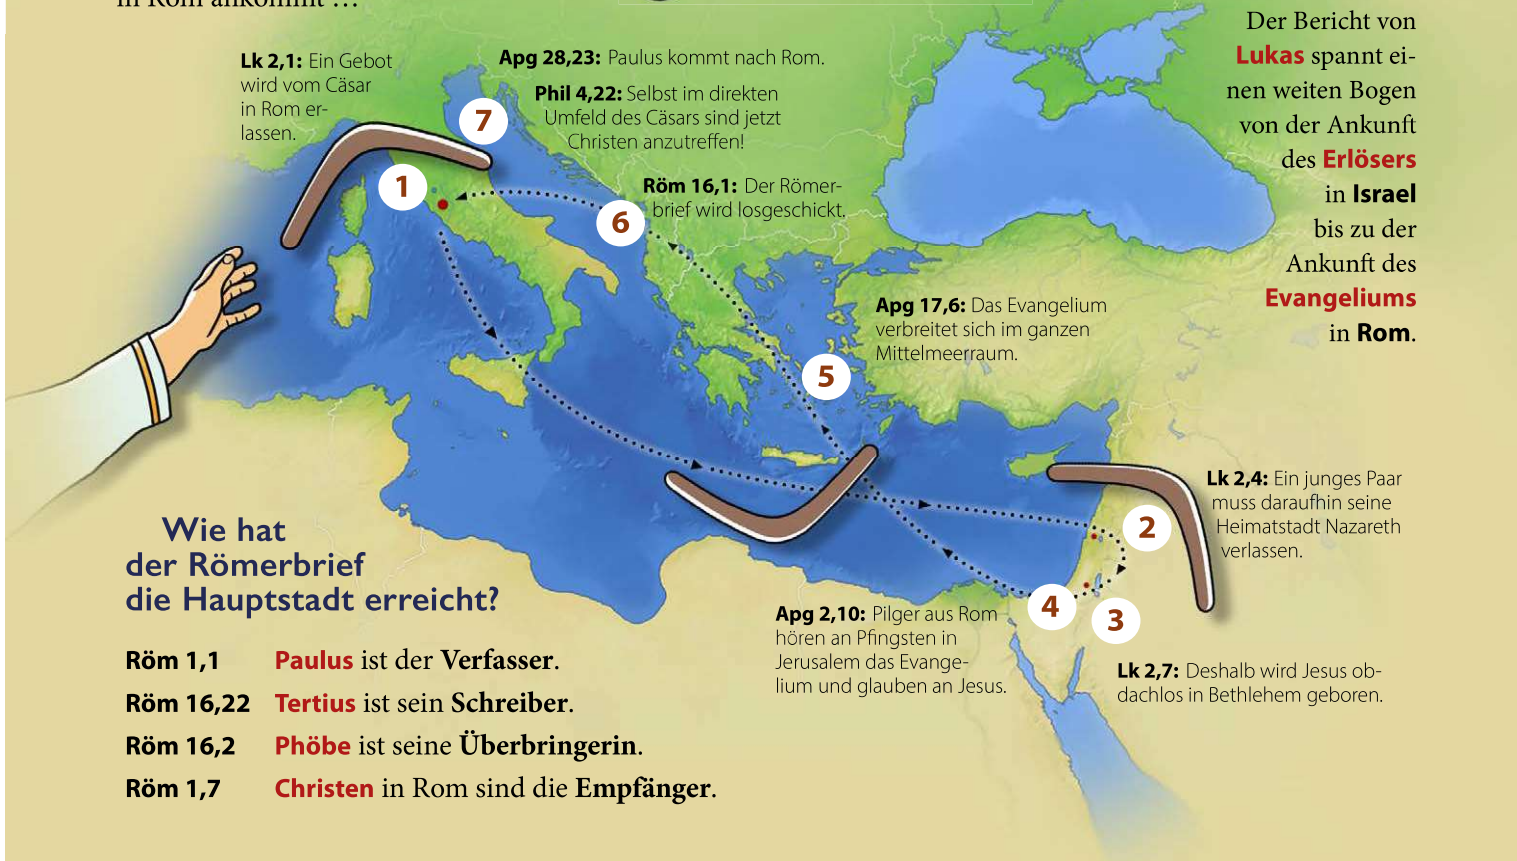 in Rom ankommt …
Der Bericht von
Lukas spannt ei-
nen weiten Bogen
von der Ankunft
des Erlösers
in Israel
bis zu der
Ankunft des
Evangeliums
in Rom.
Lk 2,1: Ein Gebot
wird vom Cäsar
in Rom er-
lassen.
Apg 28,23: Paulus kommt nach Rom.
Phil 4,22: Selbst im direkten
Umfeld des Cäsars sind jetzt
Christen anzutreffen!
7
1
Röm 16,1: Der Römer-
brief wird losgeschickt.
6
Apg 17,6: Das Evangelium
verbreitet sich im ganzen
Mittelmeerraum.
5
Lk 2,4: Ein junges Paar
muss daraufhin seine
Heimatstadt Nazareth
verlassen.
2
4
3
Apg 2,10: Pilger aus Rom
hören an Pfingsten in
Jerusalem das Evange-
lium und glauben an Jesus.
Lk 2,7: Deshalb wird Jesus ob-
dachlos in Bethlehem geboren.
Wie hat
der Römerbrief
die Hauptstadt erreicht?
Röm 1,1 Paulus ist der Verfasser.
Röm 16,22 Tertius ist sein Schreiber.
Röm 16,2 Phöbe ist seine Überbringerin.
Röm 1,7 Christen in Rom sind die Empfänger.